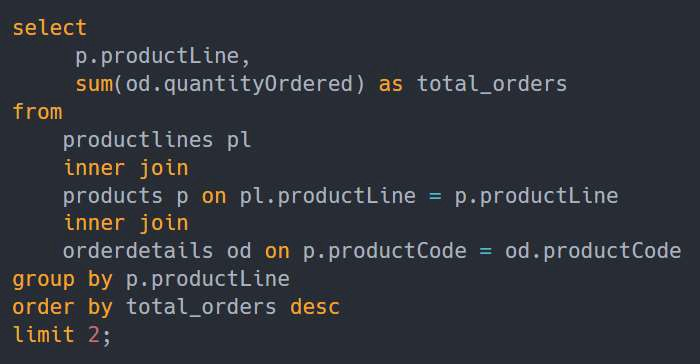 select
p.productLine,
sum(od.quantityOrdered) as total_orders
from
productlines pl
inner join
products p on pl.productLine = p.productLine
inner join
orderdetails od on p.productCode = od.productCode
group by p.productLine
order by total_orders desc
limit 2;